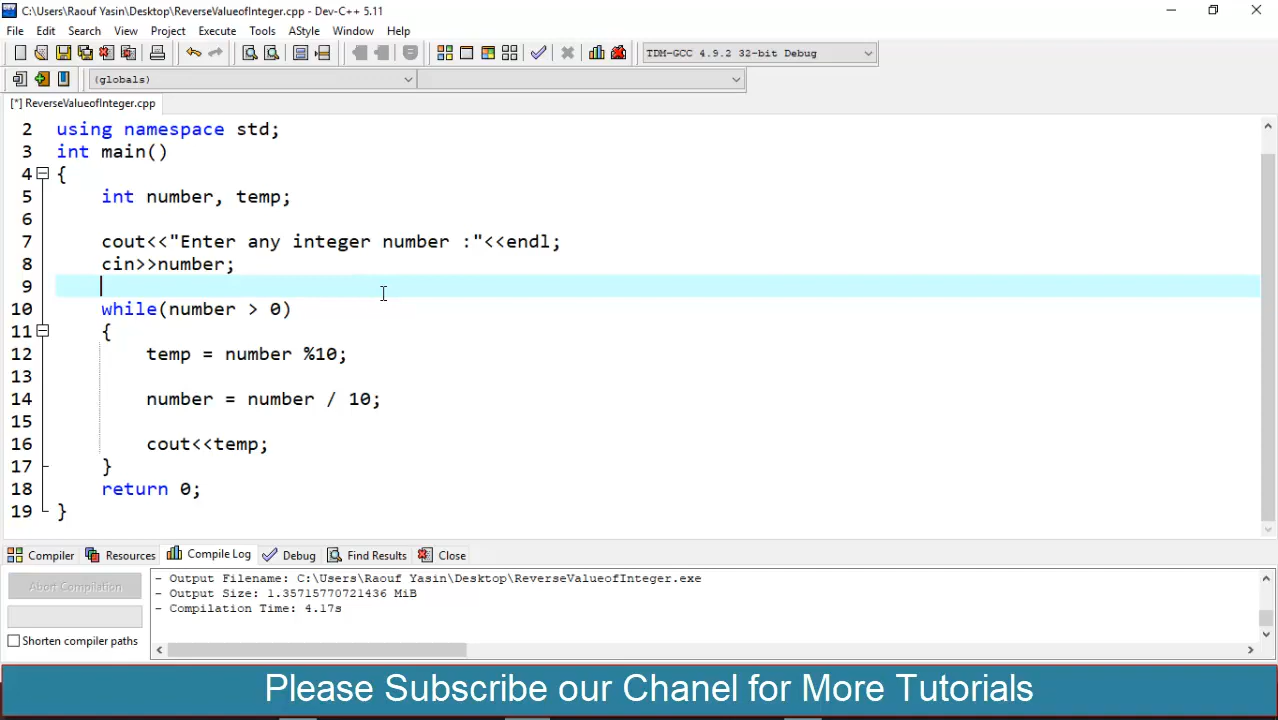 C:\Users\Raouf Yasin\Desktop\ReverseValueofInteger.cpp - Dev-C++ 5.11
File Edit Search View Project Execute Tools AStyle Window Help
TDM-GCC 4.9.2 32-bit Debug
(globals)
[*] ReverseValueofInteger.cpp
2 using namespace std;
3 int main()
4 {
5 int number, temp;
6
7 cout<<"Enter any integer number :"<<endl;
8 cin>>number;
9
10 while(number > 0)
11 {
12 temp = number %10;
13
14 number = number / 10;
15
16 cout<<temp;
17 }
18 return 0;
19 }
Compiler Resources Compile Log Debug Find Results Close
Abort Compilation
Shorten compiler paths
- Output Filename: C:\Users\Raouf Yasin\Desktop\ReverseValueofInteger.exe
- Output Size: 1.35715770721436 MiB
- Compilation Time: 4.17s
Please Subscribe our Chanel for More Tutorials